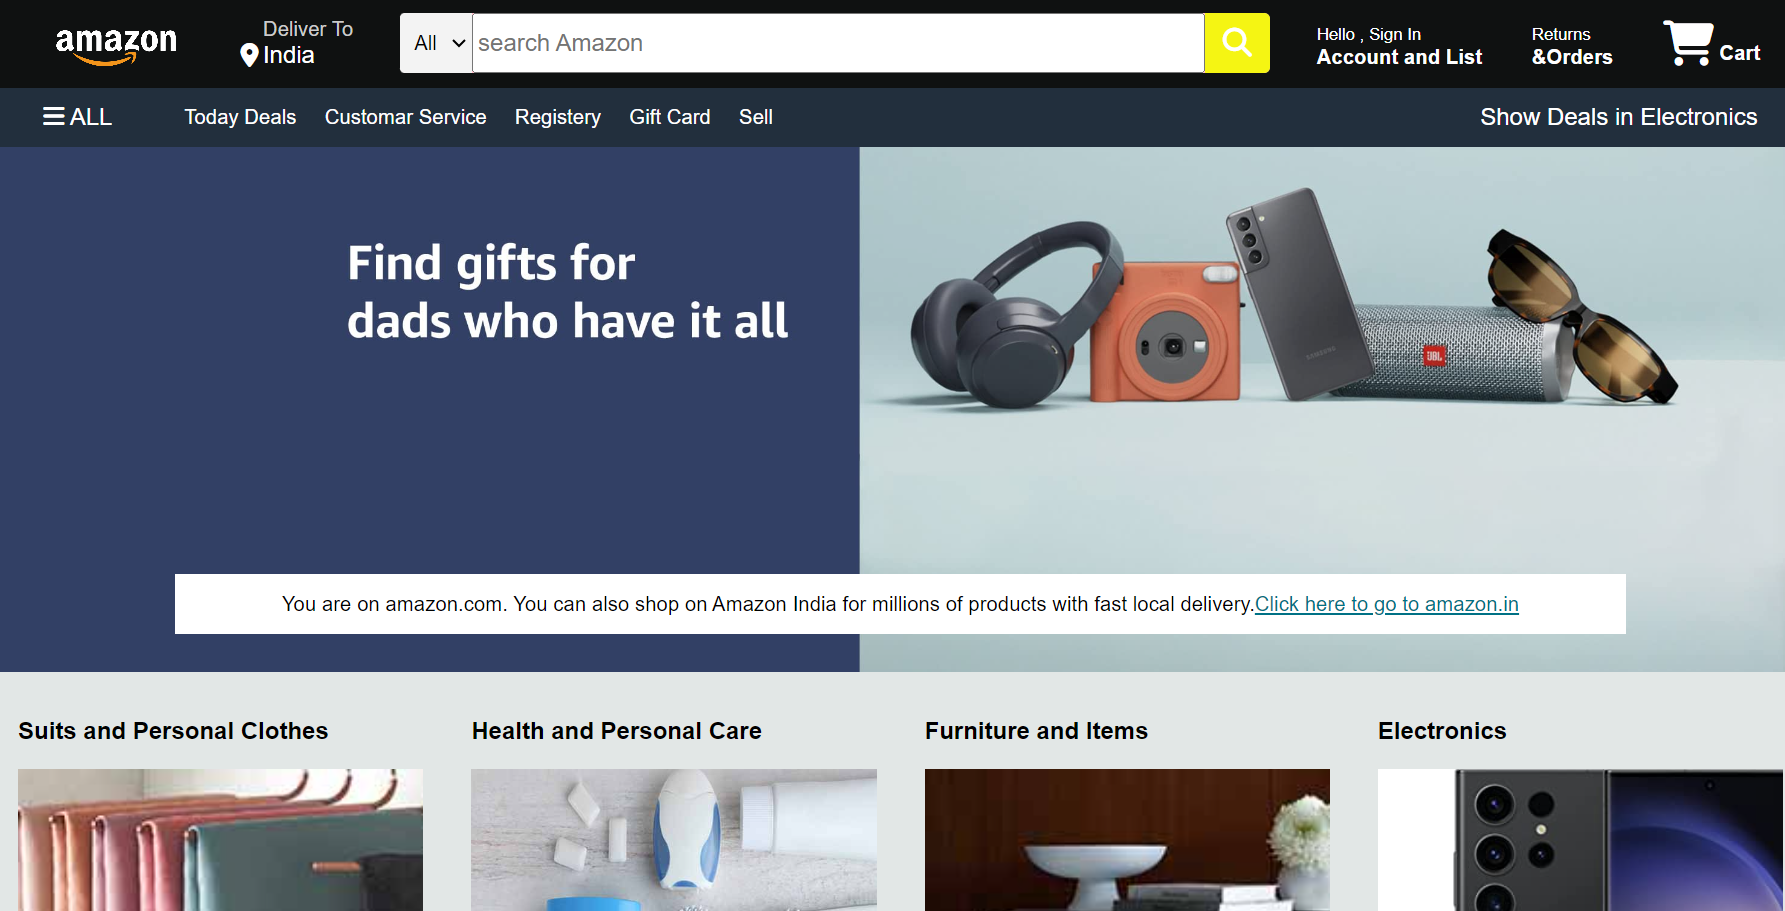 amazon
Deliver To
India
All
search Amazon
Hello , Sign In
Account and List
Returns
&Orders
Cart
ALL
Today Deals
Customar Service
Registery
Gift Card
Sell
Show Deals in Electronics
Find gifts for
dads who have it all
SAMSUNG
JBL
You are on amazon.com. You can also shop on Amazon India for millions of products with fast local delivery.Click here to go to amazon.in
Suits and Personal Clothes
Health and Personal Care
Furniture and Items
Electronics